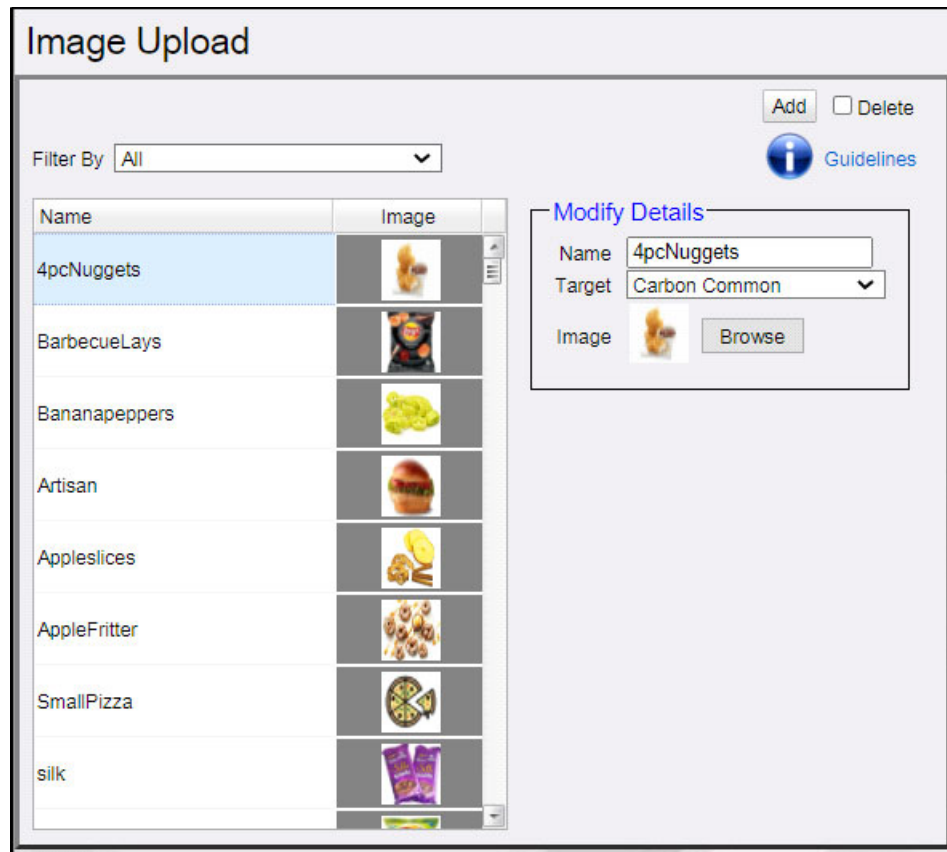 Image Upload
Add Delete
Filter By All
Guidelines
Name Image
4pcNuggets
BarbecueLays
Bananapeppers
Artisan
Appleslices
AppleFritter
SmallPizza
silk
Modify Details
Name 4pcNuggets
Target Carbon Common
Image Browse